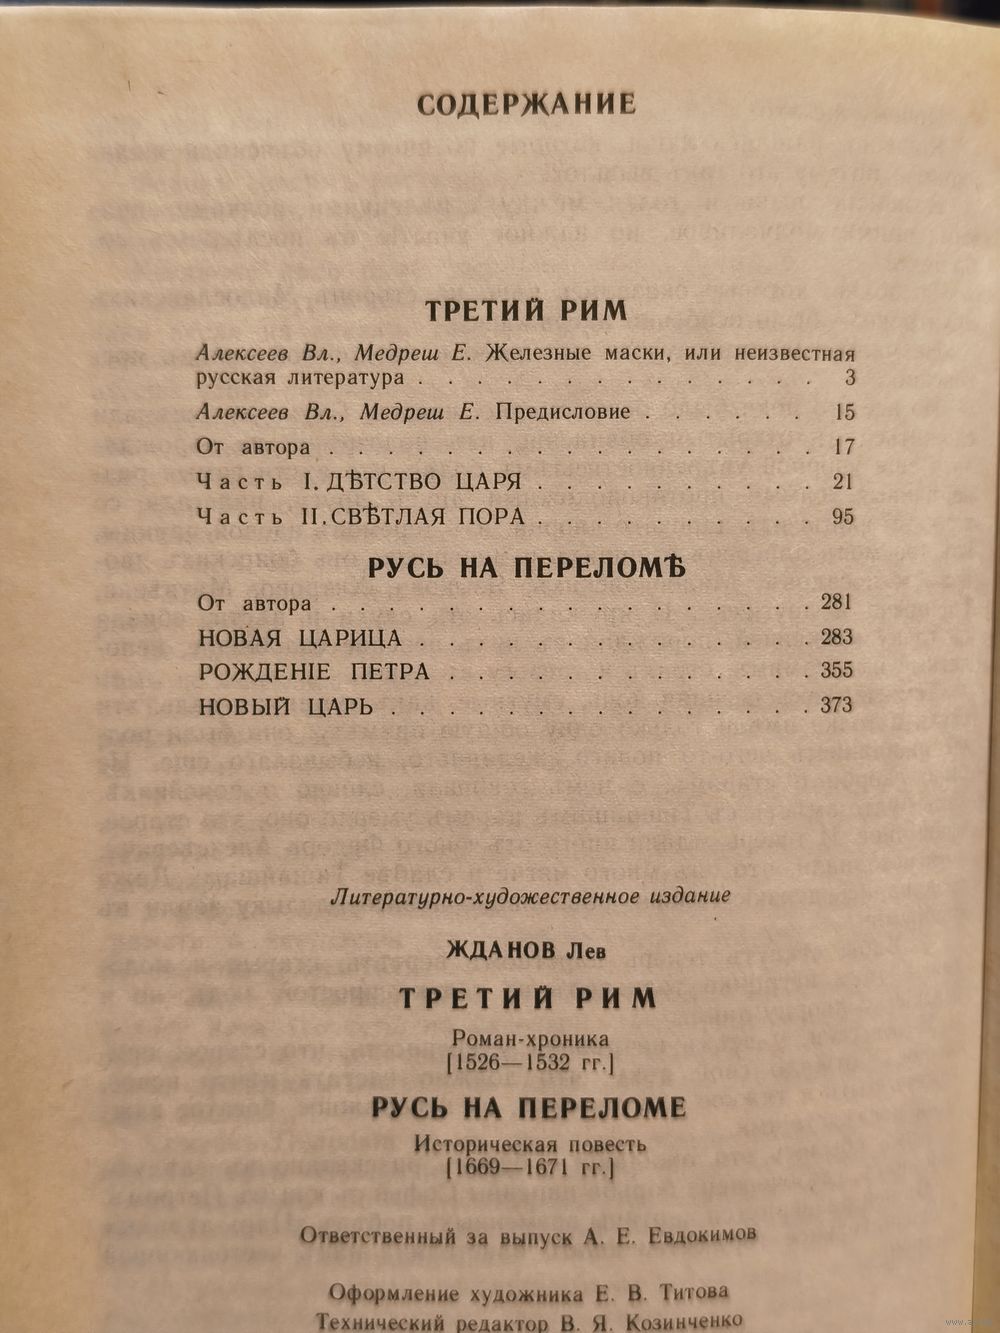 СОДЕРЖАНИЕ
ТРЕТИЙ РИМ
Алексеев Вл., Медреш Е. Железные маски, или неизвестная
русская литература . . . . . . . . . . . . . . 3
Алексеев Вл., Медреш Е. Предисловие . . . . . . 15
От автора . . . . . . . . . . . . . . . . . 17
Часть I. ДѢТСТВО ЦАРЯ . . . . . . . . . . 21
Часть II. СВѢТЛАЯ ПОРА . . . . . . . . . . 95
РУСЬ НА ПЕРЕЛОМѢ
От автора . . . . . . . . . . . . . . . . . 281
НОВАЯ ЦАРИЦА . . . . . . . . . . . . . . 283
РОЖДЕНІЕ ПЕТРА . . . . . . . . . . . . . 355
НОВЫЙ ЦАРЬ . . . . . . . . . . . . . . . 373
Литературно-художественное издание
ЖДАНОВ Лев
ТРЕТИЙ РИМ
Роман-хроника
[1526—1532 гг.]
РУСЬ НА ПЕРЕЛОМЕ
Историческая повесть
[1669—1671 гг.]
Ответственный за выпуск А. Е. Евдокимов
Оформление художника Е. В. Титова
Технический редактор В. Я. Козинченко